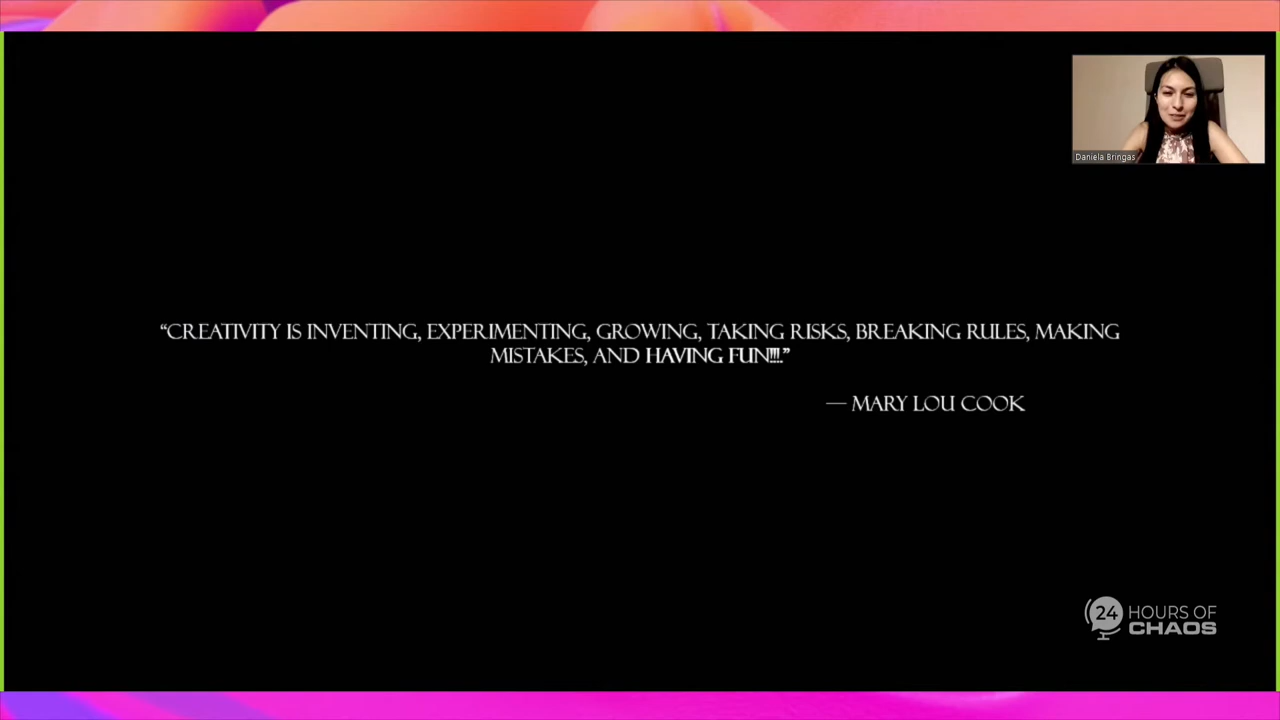 Daniela Bringas
“CREATIVITY IS INVENTING, EXPERIMENTING, GROWING, TAKING RISKS, BREAKING RULES, MAKING
MISTAKES, AND HAVING FUN!!!.”
— MARY LOU COOK
24 HOURS OF
CHAOS